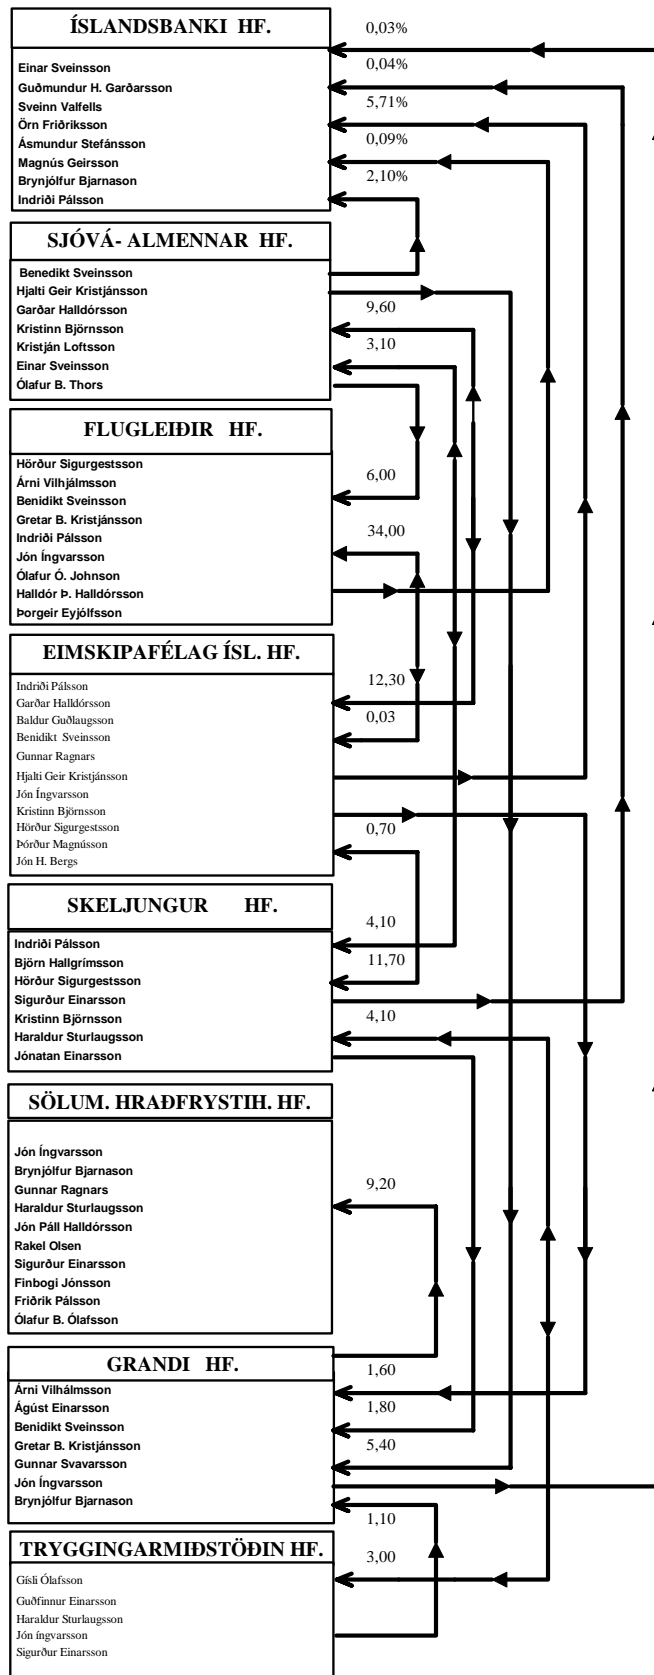 ÍSLANDSBANKI HF.
0,03%
0,04%
Einar Sveinsson
Guðmundur H. Garðarsson
5,71%
Sveinn Valfells
Örn Friðriksson
0,09%
Ásmundur Stefánsson
Magnús Geirsson
2,10%
Brynjólfur Bjarnason
Indriði Pálsson
SJÓVÁ- ALMENNAR HF.
Benedikt Sveinsson
Hjalti Geir Kristjánsson
9,60
Garðar Halldórsson
Kristinn Björnsson
3,10
Kristján Loftsson
Einar Sveinsson
Ólafur B. Thors
FLUGLEIÐIR HF.
Hörður Sigurgestsson
6,00
Árni Vilhjálmsson
Benidikt Sveinsson
Gretar B. Kristjánsson
34,00
Indriði Pálsson
Jón Íngvarsson
Ólafur Ó. Johnson
Halldór Þ. Halldórsson
Þorgeir Eyjólfsson
EIMSKIPAFÉLAG ÍSL. HF.
12,30
Indriði Pálsson
Garðar Halldórsson
0,03
Baldur Guðlaugsson
Benidikt Sveinsson
Gunnar Ragnars
Hjalti Geir Kristjánsson
Jón Íngvarsson
Kristinn Björnsson
0,70
Hörður Sigurgestsson
Þórður Magnússon
Jón H. Bergs
SKELJUNGUR HF.
4,10
Indriði Pálsson
Björn Hallgrímsson
11,70
Hörður Sigurgestsson
Sigurður Einarsson
4,10
Kristinn Björnsson
Haraldur Sturlaugsson
Jónatan Einarsson
SÖLUM. HRAÐFRYSTIH. HF.
Jón Íngvarsson
Brynjólfur Bjarnason
9,20
Gunnar Ragnars
Haraldur Sturlaugsson
Jón Páll Halldórsson
Rakel Olsen
Sigurður Einarsson
Finbogi Jónsson
Friðrik Pálsson
Ólafur B. Ólafsson
GRANDI HF.
1,60
Árni Vilhálmsson
Ágúst Einarsson
1,80
Benidikt Sveinsson
Gretar B. Kristjánsson
5,40
Gunnar Svavarsson
Jón Íngvarsson
Brynjólfur Bjarnason
1,10
TRYGGINGARMIÐSTÖÐIN HF.
3,00
Gísli Ólafsson
Guðfinnur Einarsson
Haraldur Sturlaugsson
Jón íngvarsson
Sigurður Einarsson